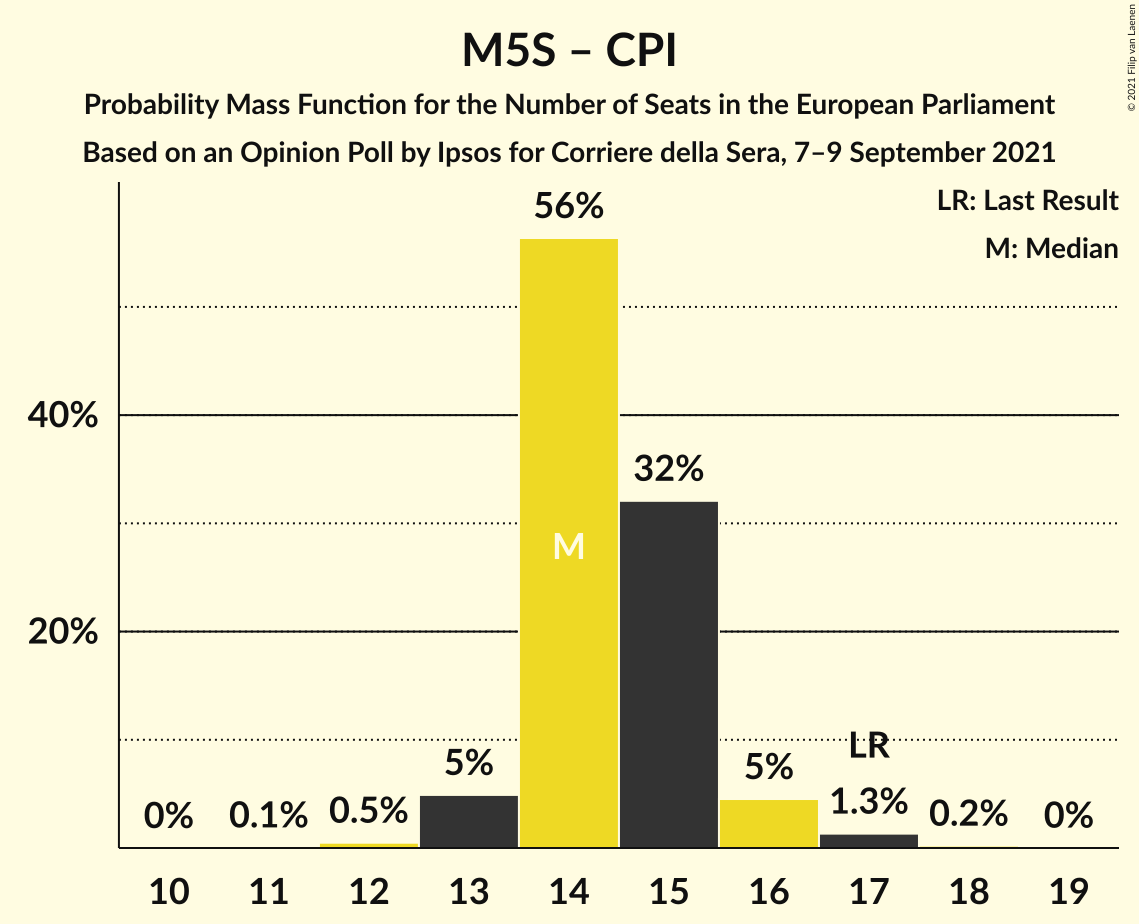 M5S – CPI
Probability Mass Function for the Number of Seats in the European Parliament
Based on an Opinion Poll by Ipsos for Corriere della Sera, 7–9 September 2021
© 2021 Filip van Laenen
LR: Last Result
M: Median
56%
40%
32%
M
20%
LR
5%
5%
1.3%
0%
0.1%
0.5%
0.2%
0%
10 11 12 13 14 15 16 17 18 19